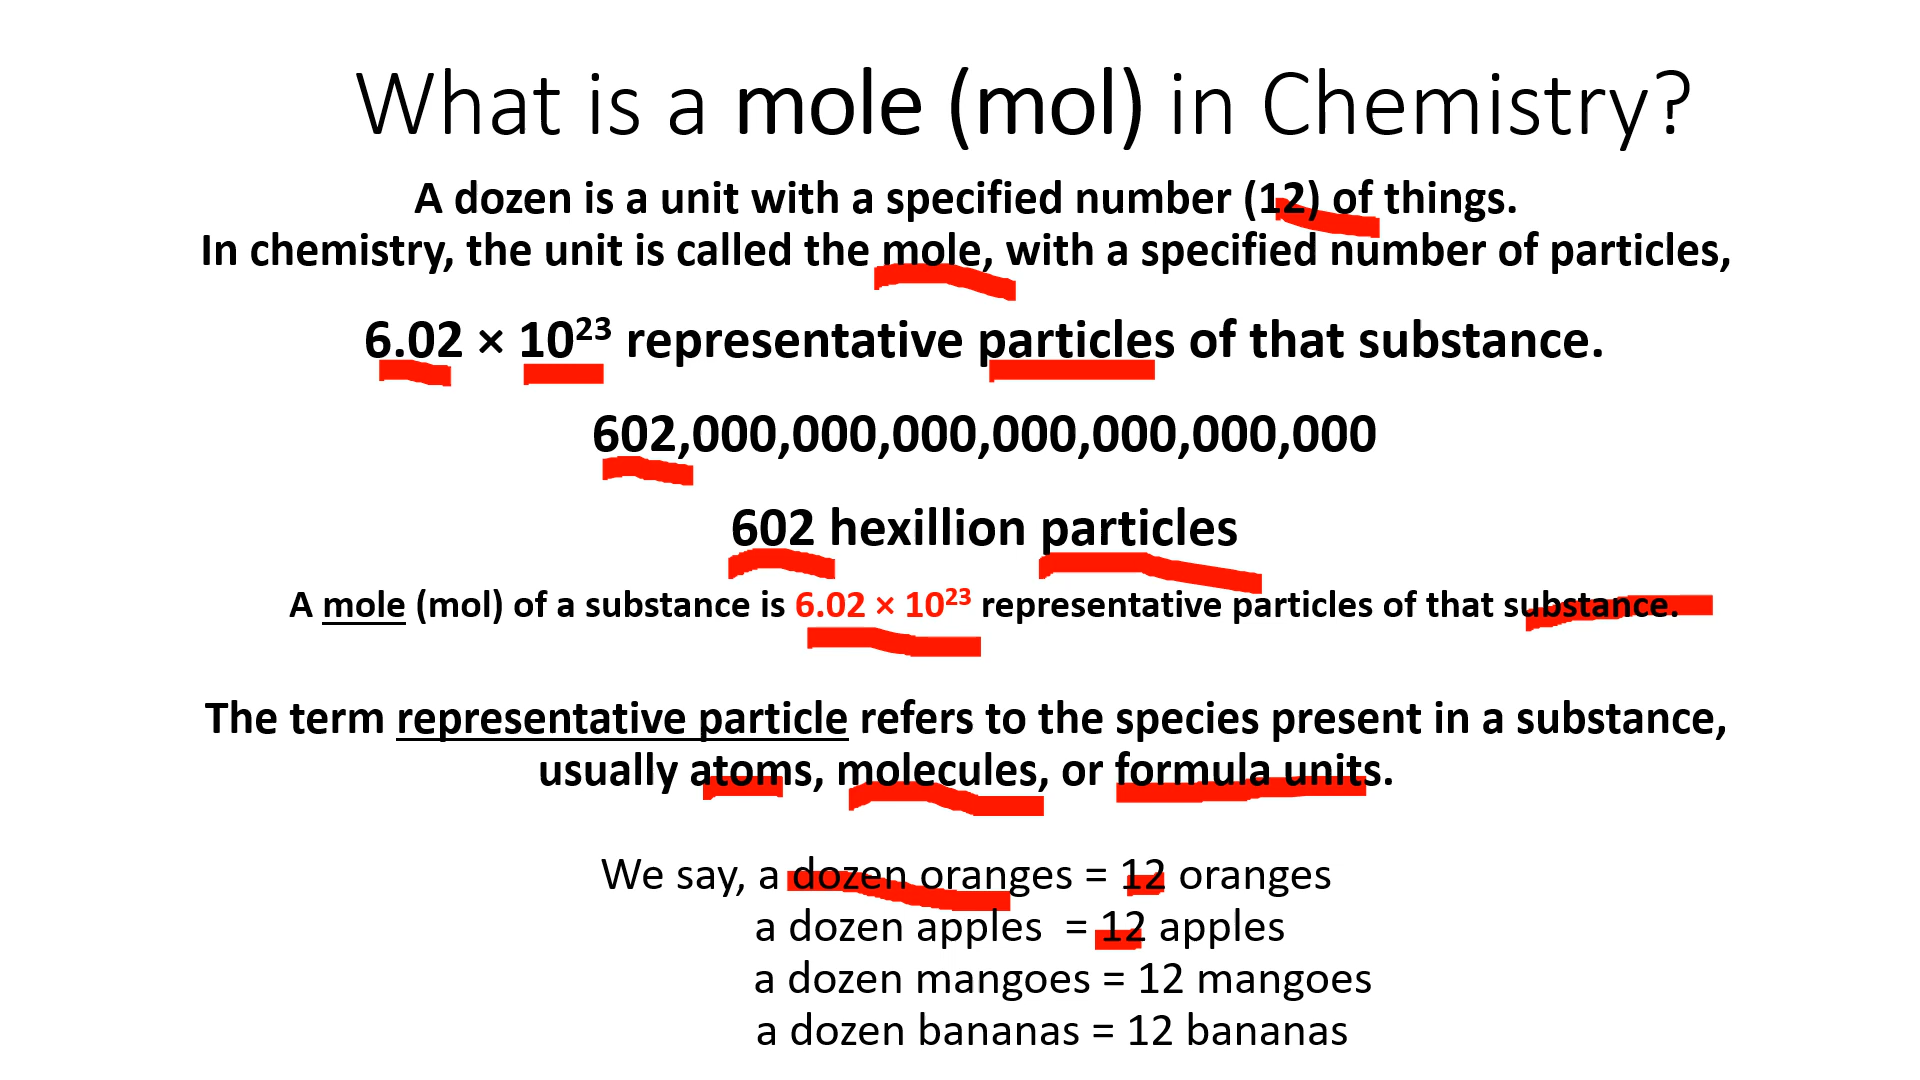 What is a mole (mol) in Chemistry?
A dozen is a unit with a specified number (12) of things.
In chemistry, the unit is called the mole, with a specified number of particles,
6.02 × 10²³ representative particles of that substance.
602,000,000,000,000,000,000,000
602 hexillion particles
A mole (mol) of a substance is 6.02 × 10²³ representative particles of that substance.
The term representative particle refers to the species present in a substance,
usually atoms, molecules, or formula units.
We say, a dozen oranges = 12 oranges
a dozen apples = 12 apples
a dozen mangoes = 12 mangoes
a dozen bananas = 12 bananas